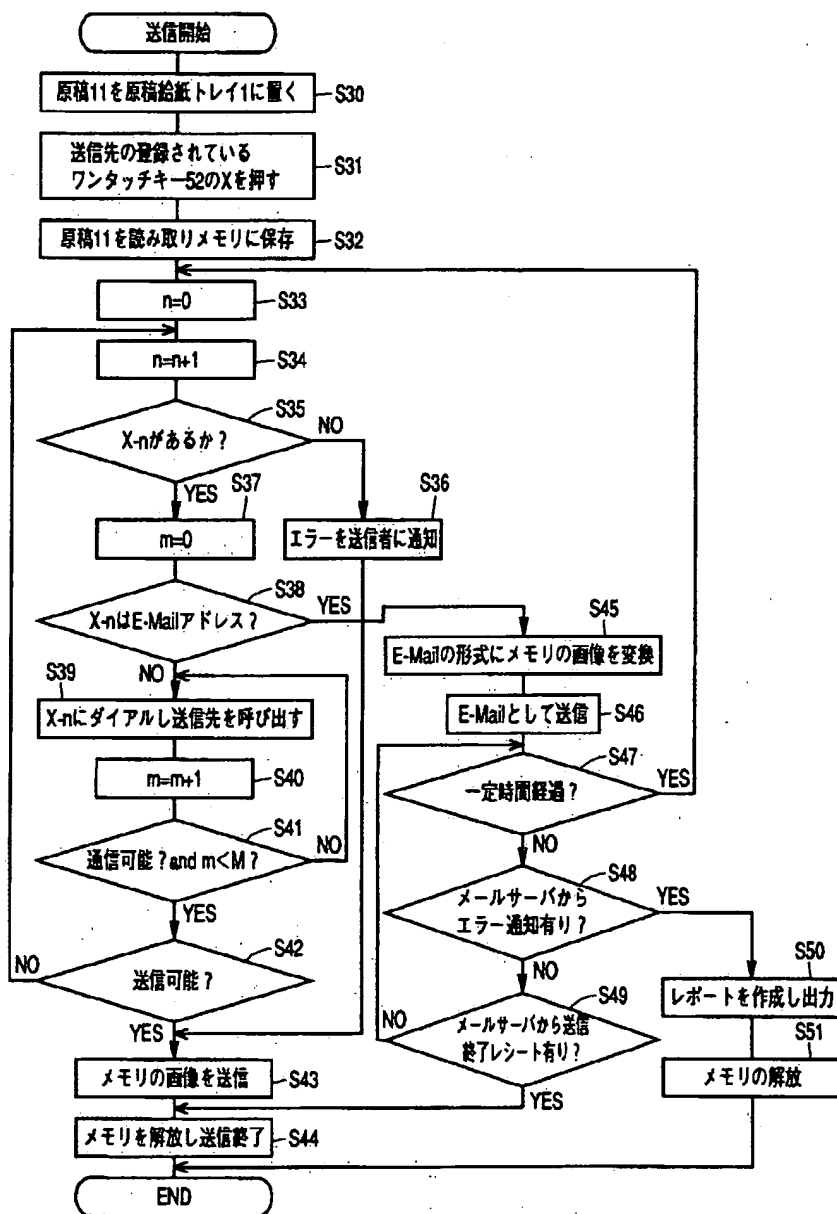 送信開始
原稿11を原稿給紙トレイ1に置く
S30
送信先の登録されている
ワンタッチキー52のXを押す
S31
原稿11を読み取りメモリに保存
S32
n=0
S33
n=n+1
S34
S35
X-nがあるか?
NO
YES
S37
m=0
S36
エラーを送信者に通知
S38
X-nはE-Mailアドレス?
YES
NO
S45
E-Mailの形式にメモリの画像を変換
S39
X-nにダイアルし送信先を呼び出す
E-Mailとして送信
S46
m=m+1
S40
S47
一定時間経過?
YES
NO
S41
通信可能?and m<M?
NO
YES
S48
メールサーバから
エラー通知有り?
YES
NO
S42
送信可能?
NO
YES
S50
レポートを作成し出力
S49
メールサーバから送信
終了レシート有り?
NO
YES
S51
メモリの解放
メモリの画像を送信
S43
メモリを解放し送信終了
S44
END